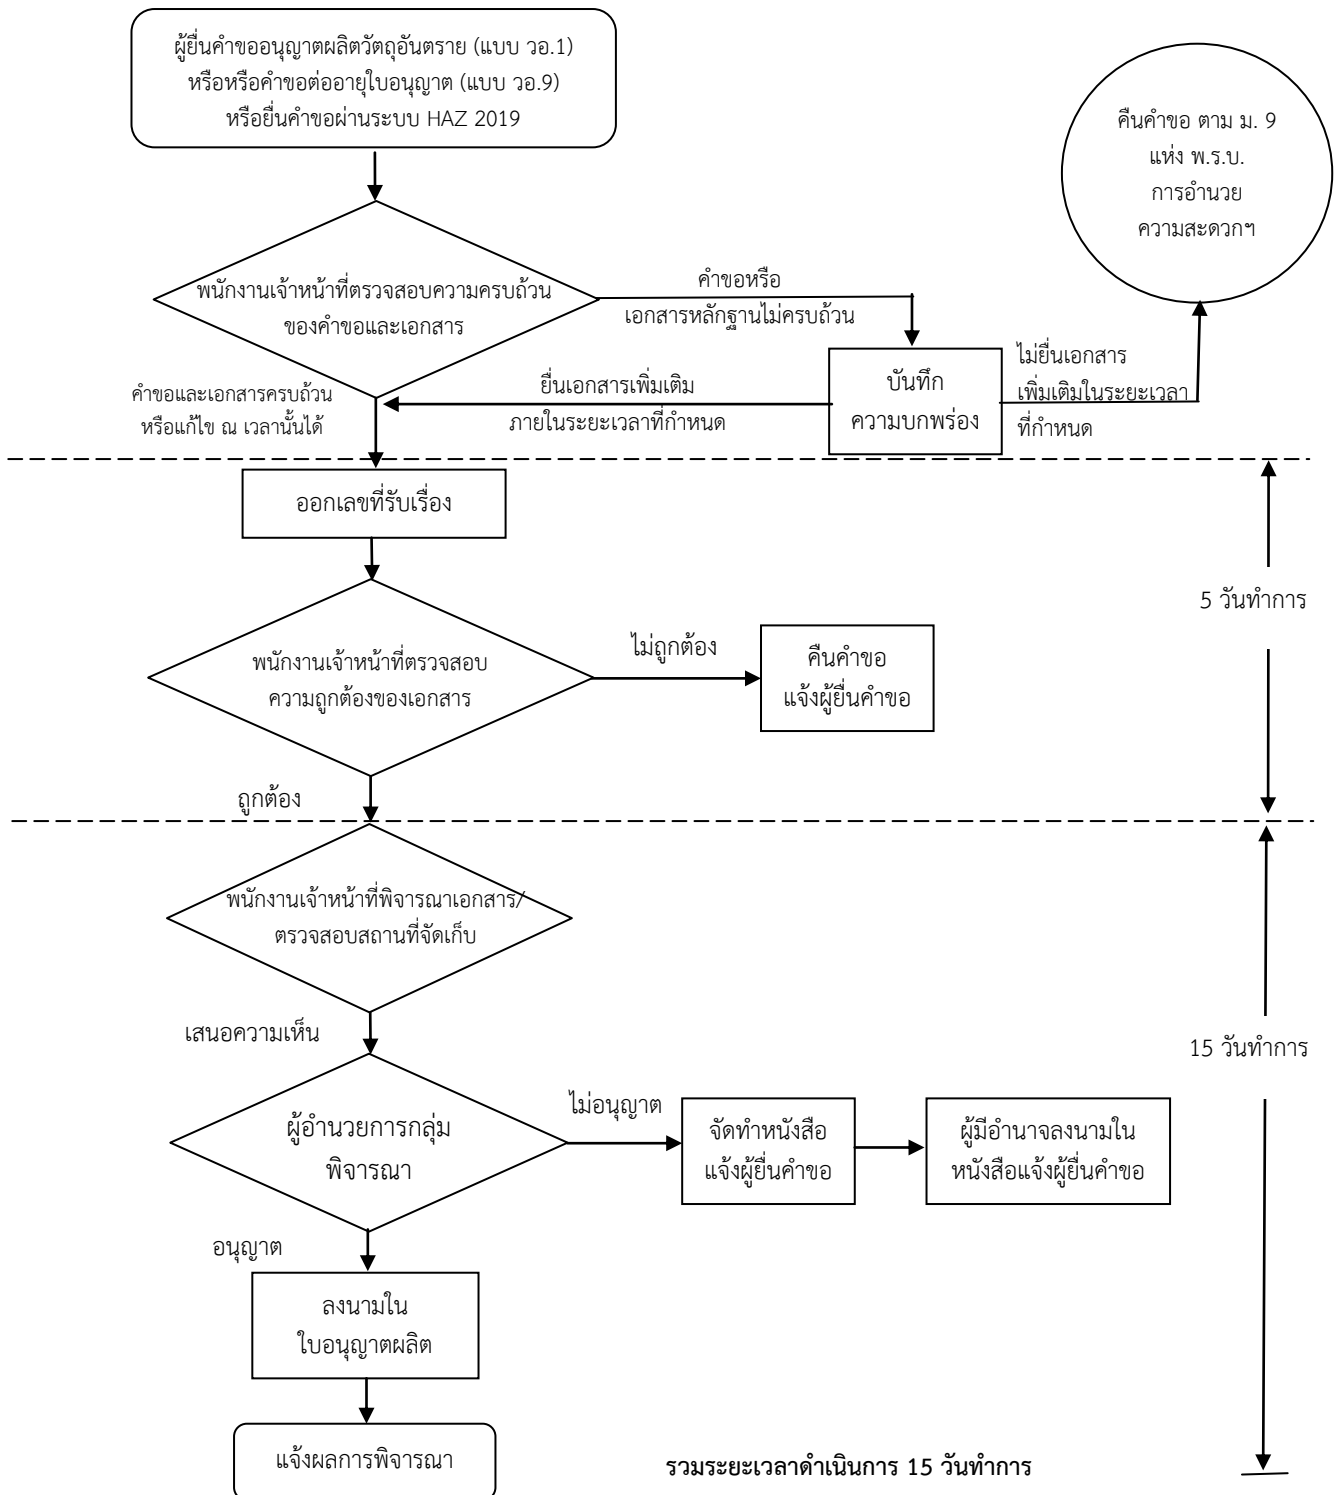 ผู้ยื่นคำขออนุญาตผลิตวัตถุอันตราย (แบบ วอ.1)
หรือหรือคำขอต่ออายุใบอนุญาต (แบบ วอ.9)
หรือยื่นคำขอผ่านระบบ HAZ 2019
คืนคำขอ ตาม ม. 9
แห่ง พ.ร.บ.
การอำนวย
ความสะดวกฯ
พนักงานเจ้าหน้าที่ตรวจสอบความครบถ้วน
ของคำขอและเอกสาร
คำขอหรือ
เอกสารหลักฐานไม่ครบถ้วน
บันทึก
ความบกพร่อง
ไม่ยื่นเอกสาร
เพิ่มเติมในระยะเวลา
ที่กำหนด
ยื่นเอกสารเพิ่มเติม
ภายในระยะเวลาที่กำหนด
คำขอและเอกสารครบถ้วน
หรือแก้ไข ณ เวลานั้นได้
ออกเลขที่รับเรื่อง
5 วันทำการ
พนักงานเจ้าหน้าที่ตรวจสอบ
ความถูกต้องของเอกสาร
ไม่ถูกต้อง
คืนคำขอ
แจ้งผู้ยื่นคำขอ
ถูกต้อง
พนักงานเจ้าหน้าที่พิจารณาเอกสาร/
ตรวจสอบสถานที่จัดเก็บ
เสนอความเห็น
15 วันทำการ
ผู้อำนวยการกลุ่ม
พิจารณา
ไม่อนุญาต
จัดทำหนังสือ
แจ้งผู้ยื่นคำขอ
ผู้มีอำนาจลงนามใน
หนังสือแจ้งผู้ยื่นคำขอ
อนุญาต
ลงนามใน
ใบอนุญาตผลิต
แจ้งผลการพิจารณา
รวมระยะเวลาดำเนินการ 15 วันทำการ